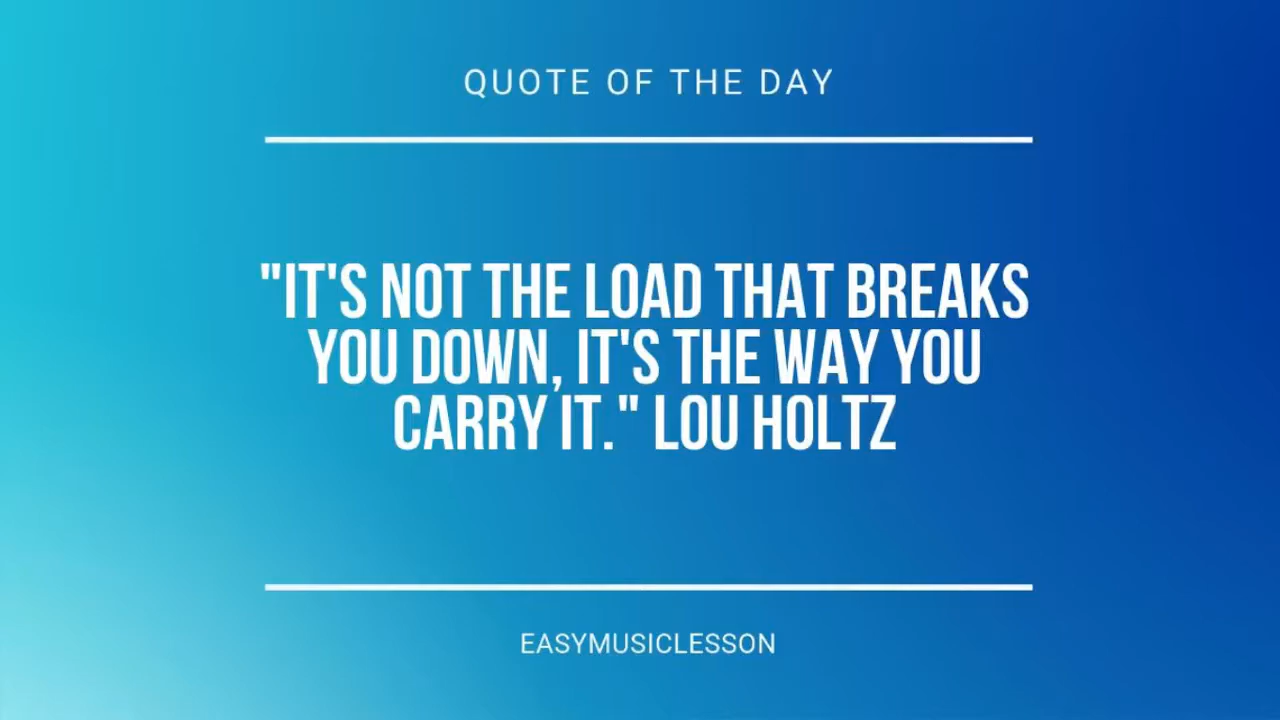 QUOTE OF THE DAY
"IT'S NOT THE LOAD THAT BREAKS
YOU DOWN, IT'S THE WAY YOU
CARRY IT." LOU HOLTZ
EASYMUSICLESSON